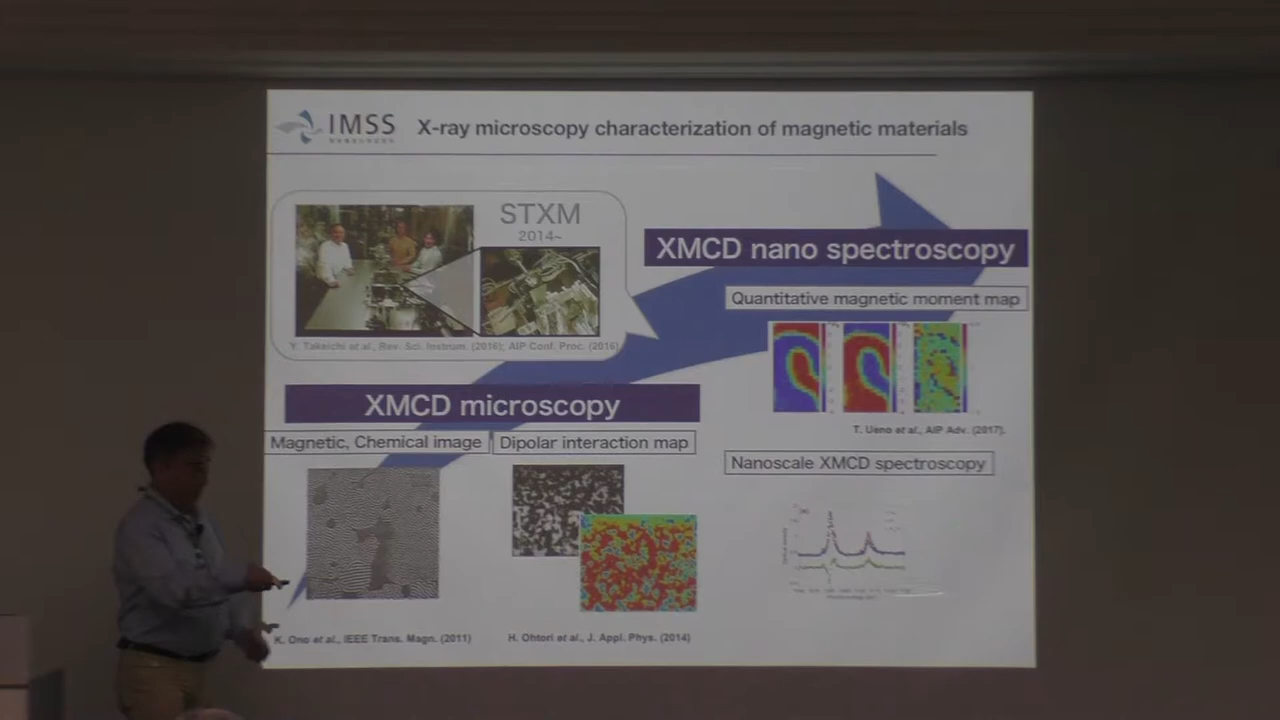 IMSS
X-ray microscopy characterization of magnetic materials
STXM
2014~
Y. Takeichi et al., Rev. Sci. Instrum. (2016); AIP Conf. Proc. (2016)
XMCD nano spectroscopy
Quantitative magnetic moment map
T. Ueno et al., AIP Adv. (2017).
XMCD microscopy
Magnetic, Chemical image
Dipolar interaction map
Nanoscale XMCD spectroscopy
K. Ono et al., IEEE Trans. Magn. (2011)
H. Ohtori et al., J. Appl. Phys. (2014)